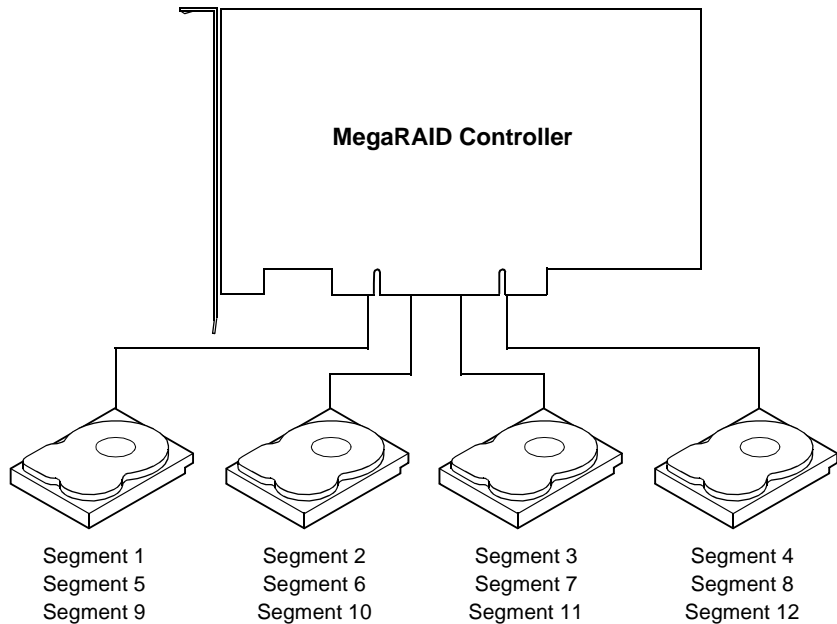 MegaRAID Controller
Segment 1
Segment 5
Segment 9
Segment 2
Segment 6
Segment 10
Segment 3
Segment 7
Segment 11
Segment 4
Segment 8
Segment 12